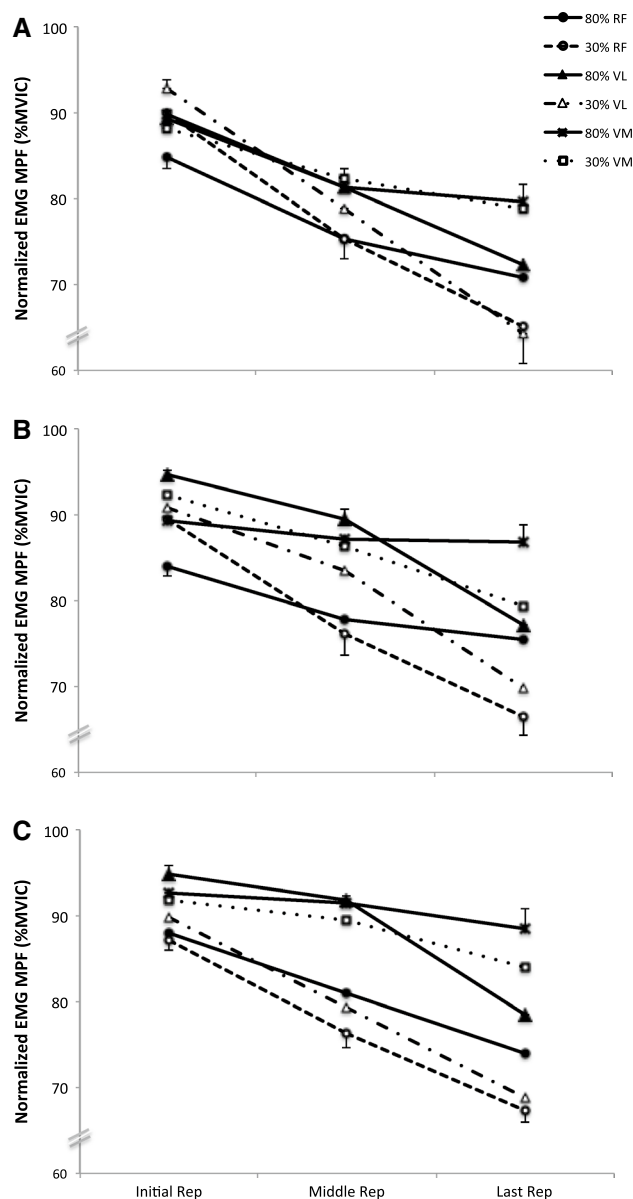 A
100
90
80
70
60
Normalized EMG MPF (%MVIC)
80% RF
30% RF
80% VL
30% VL
80% VM
30% VM
B
100
90
80
70
60
Normalized EMG MPF (%MVIC)
C
100
90
80
70
60
Normalized EMG MPF (%MVIC)
Initial Rep
Middle Rep
Last Rep